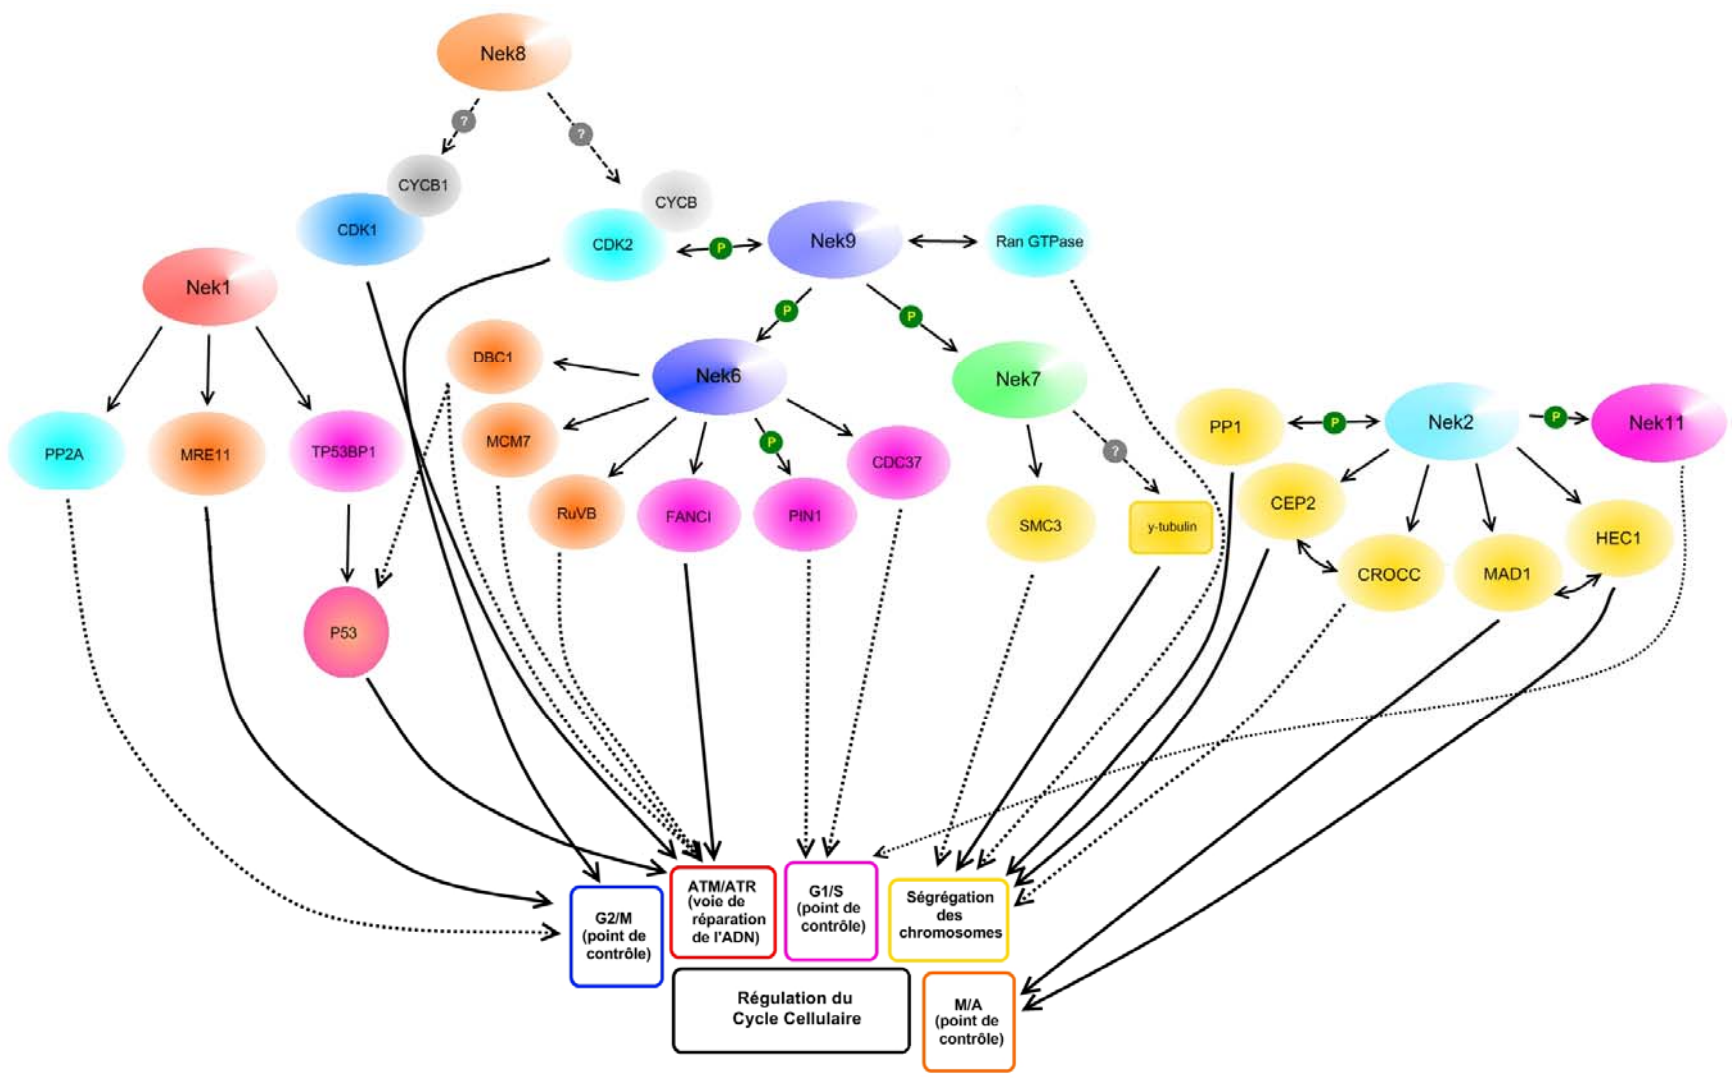 Nek8
?
?
CYCB1
CYCB
CDK1
CDK2
P
Nek9
Ran GTPase
Nek1
P
P
DBC1
Nek6
Nek7
PP1
P
Nek2
P
Nek11
PP2A
MRE11
TP53BP1
MCM7
P
CDC37
?
CEP2
RuVB
FANCI
PIN1
SMC3
y-tubulin
HEC1
CROCC
MAD1
P53
G2/M
(point de
contrôle)
ATM/ATR
(voie de
réparation
de l'ADN)
G1/S
(point de
contrôle)
Ségrégation
des
chromosomes
Régulation du
Cycle Cellulaire
M/A
(point de
contrôle)